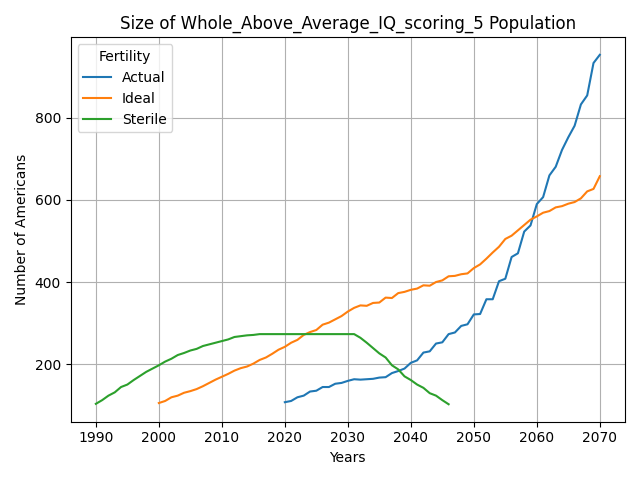 Size of Whole_Above_Average_IQ_scoring_5 Population
Fertility
Actual
Ideal
Sterile
Number of Americans
800
600
400
200
1990 2000 2010 2020 2030 2040 2050 2060 2070
Years